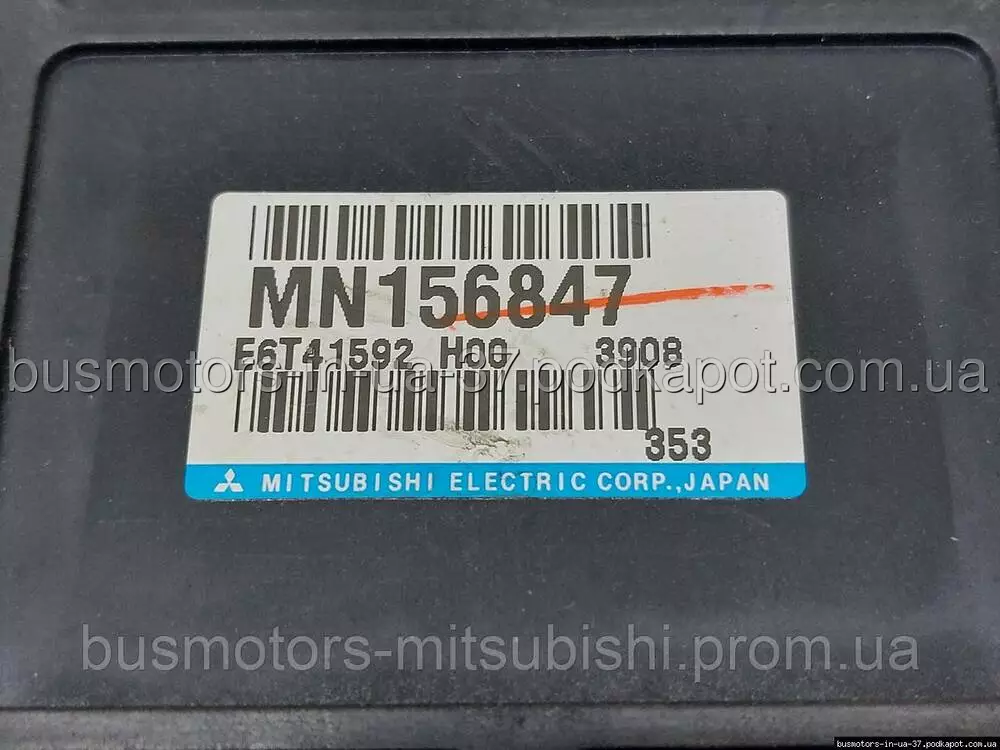 MN156847
E6T41592 H00 3908
busmotors-in-ua-37.podkapot.com.ua
353
MITSUBISHI ELECTRIC CORP.,JAPAN
busmotors-mitsubishi.prom.ua
busmotors-in-ua-37.podkapot.com.ua